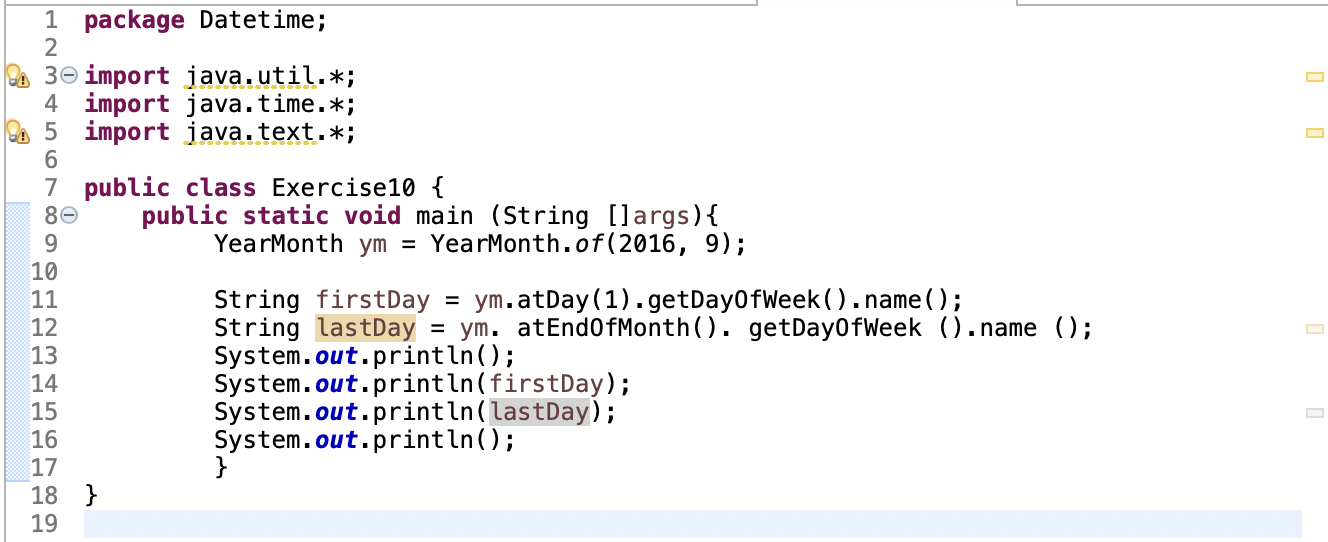 1 package Datetime;
2
3 import java.util.*;
4 import java.time.*;
5 import java.text.*;
6
7 public class Exercise10 {
8     public static void main (String []args){
9          YearMonth ym = YearMonth.of(2016, 9);
10
11          String firstDay = ym.atDay(1).getDayOfWeek().name();
12          String lastDay = ym. atEndOfMonth(). getDayOfWeek ().name ();
13          System.out.println();
14          System.out.println(firstDay);
15          System.out.println(lastDay);
16          System.out.println();
17          }
18 }
19